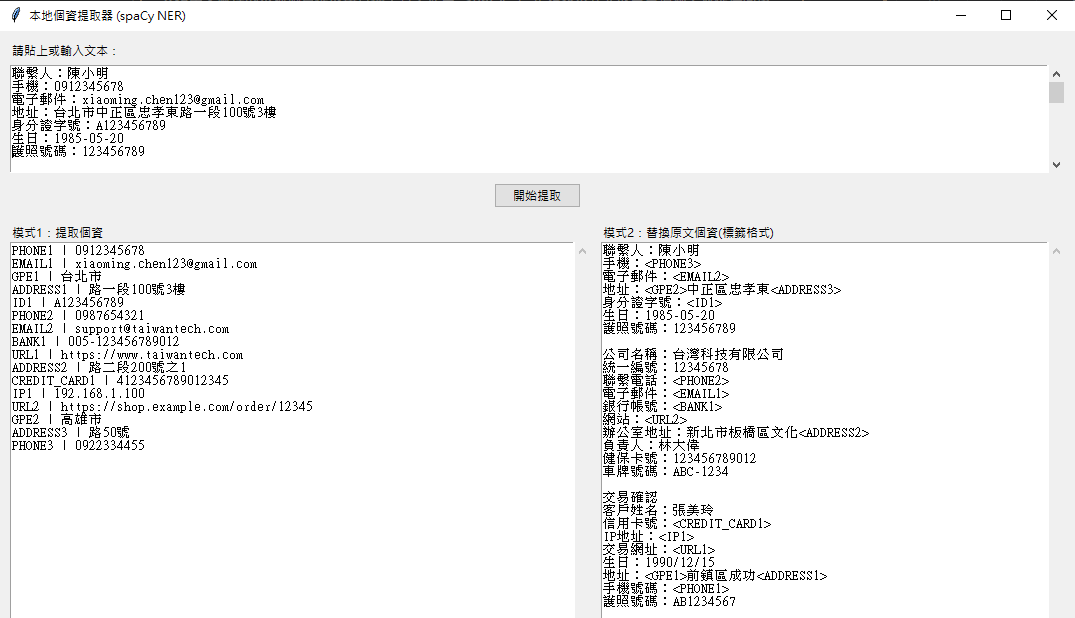 本地個資提取器 (spaCy NER)
請貼上或輸入文本：
聯繫人：陳小明
手機：0912345678
電子郵件：xiaoming.chen123@gmail.com
地址：台北市中正區忠孝東路一段100號3樓
身分證字號：A123456789
生日：1985-05-20
護照號碼：123456789
開始提取
模式1：提取個資
PHONE1 | 0912345678
EMAIL1 | xiaoming.chen123@gmail.com
GPE1 | 台北市
ADDRESS1 | 路一段100號3樓
ID1 | A123456789
PHONE2 | 0987654321
EMAIL2 | support@taiwantech.com
BANK1 | 005-123456789012
URL1 | https://www.taiwantech.com
ADDRESS2 | 路二段200號之1
CREDIT_CARD1 | 4123456789012345
IP1 | 192.168.1.100
URL2 | https://shop.example.com/order/12345
GPE2 | 高雄市
ADDRESS3 | 路50號
PHONE3 | 0922334455
模式2：替換原文個資(標籤格式)
聯繫人：陳小明
手機：<PHONE3>
電子郵件：<EMAIL2>
地址：<GPE2>中正區忠孝東<ADDRESS3>
身分證字號：<ID1>
生日：1985-05-20
護照號碼：123456789
公司名稱：台灣科技有限公司
統一編號：12345678
聯繫電話：<PHONE2>
電子郵件：<EMAIL1>
銀行帳號：<BANK1>
網站：<URL2>
辦公室地址：新北市板橋區文化<ADDRESS2>
負責人：林大偉
健保卡號：123456789012
車牌號碼：ABC-1234
交易確認
客戶姓名：張美玲
信用卡號：<CREDIT_CARD1>
IP地址：<IP1>
交易網址：<URL1>
生日：1990/12/15
地址：<GPE1>前鎮區成功<ADDRESS1>
手機號碼：<PHONE1>
護照號碼：AB1234567